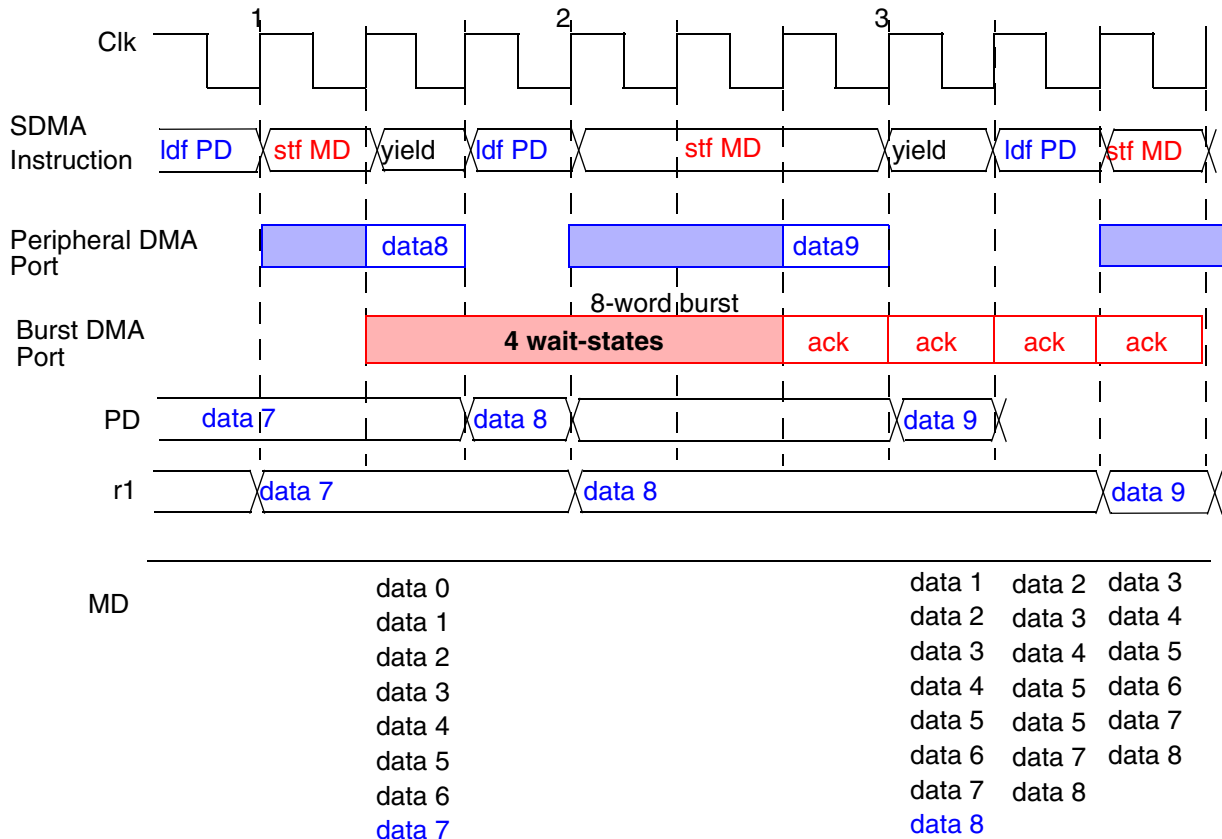 1 2 3
Clk
SDMA
Instruction
ldf PD stf MD yield ldf PD stf MD yield ldf PD stf MD
Peripheral DMA
Port
data8 data9
8-word burst
Burst DMA
Port
4 wait-states ack ack ack ack
PD
data 7 data 8 data 9
r1
data 7 data 8 data 9
MD
data 0 data 1 data 2 data 3
data 1 data 2 data 3 data 4
data 2 data 3 data 4 data 5
data 3 data 4 data 5 data 6
data 4 data 5 data 5 data 7
data 5 data 6 data 7 data 8
data 6 data 7 data 8
data 7 data 8